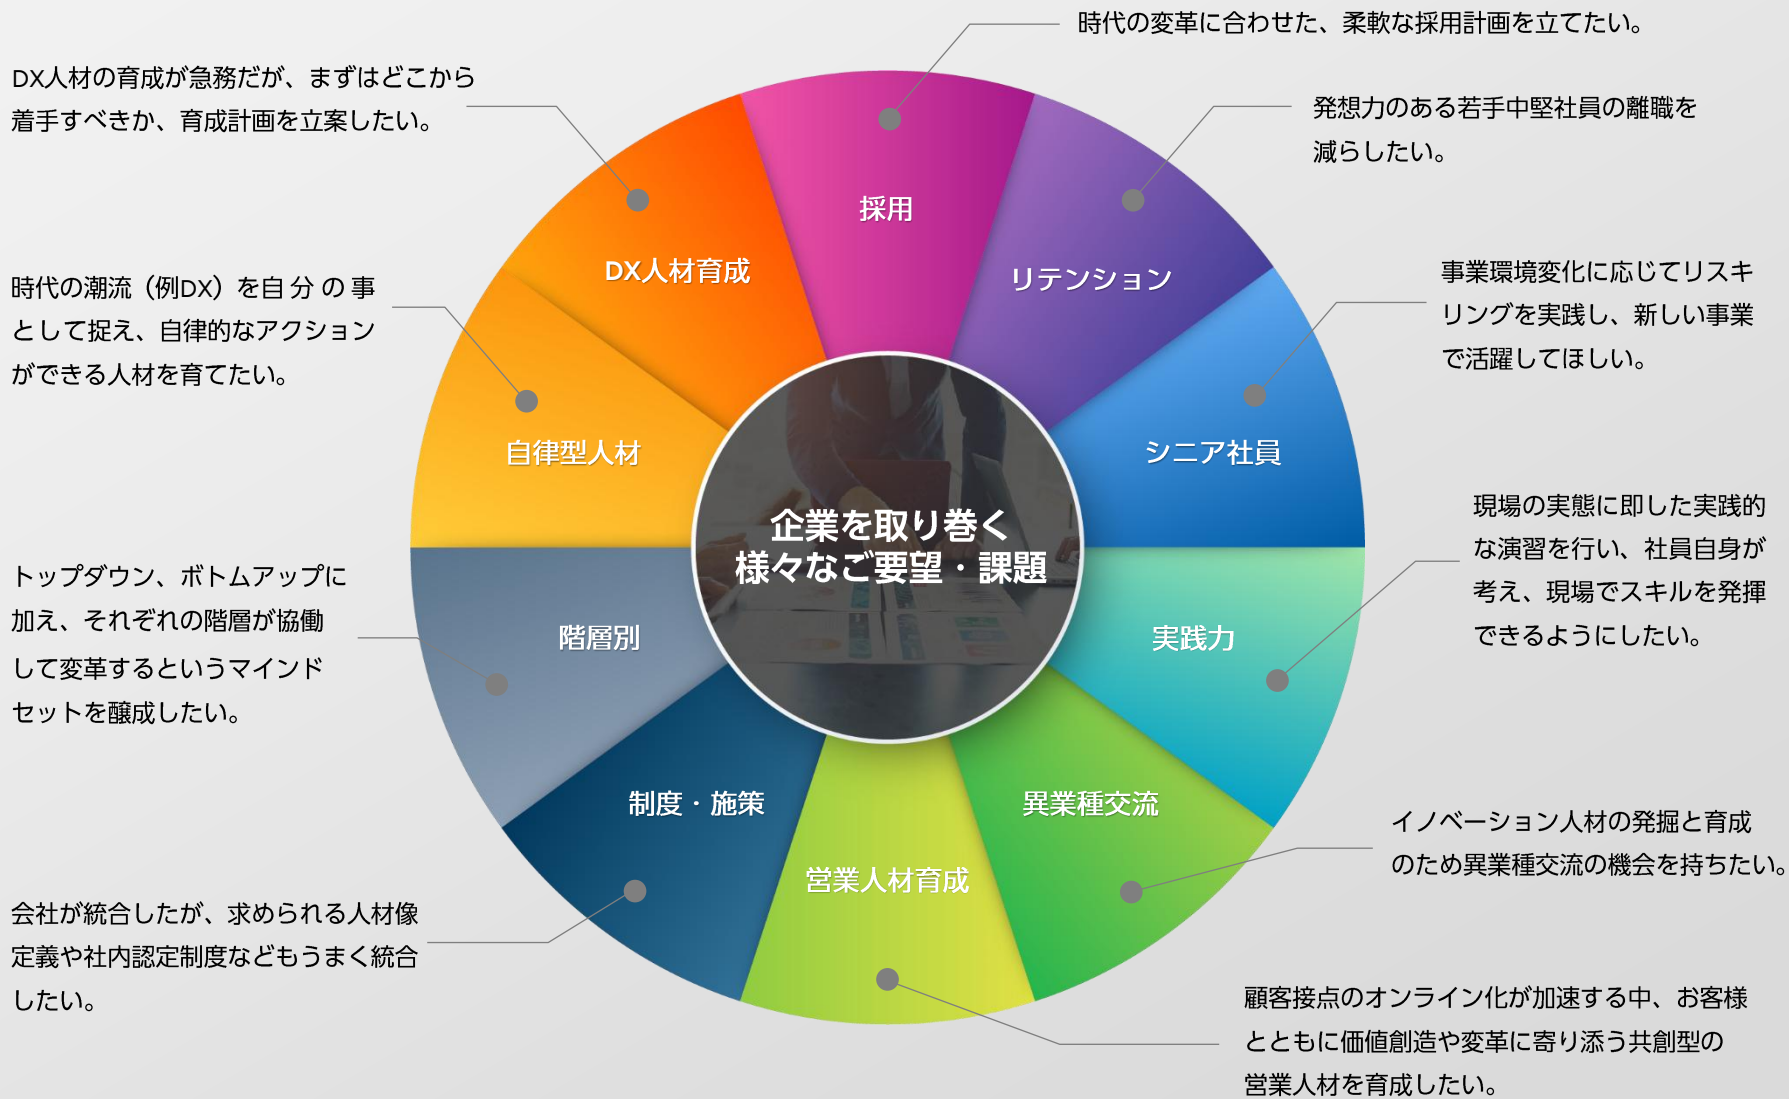 時代の変革に合わせた、柔軟な採用計画を立てたい。
DX人材の育成が急務だが、まずはどこから
着手すべきか、育成計画を立案したい。
発想力のある若手中堅社員の離職を
減らしたい。
採用
DX人材育成
リテンション
時代の潮流（例DX）を自分の事
として捉え、自律的なアクション
ができる人材を育てたい。
事業環境変化に応じてリスキ
リングを実践し、新しい事業
で活躍してほしい。
自律型人材
シニア社員
企業を取り巻く
様々なご要望・課題
現場の実態に即した実践的
な演習を行い、社員自身が
考え、現場でスキルを発揮
できるようにしたい。
トップダウン、ボトムアップに
加え、それぞれの階層が協働
して変革するというマインド
セットを醸成したい。
階層別
実践力
制度・施策
異業種交流
イノベーション人材の発掘と育成
のため異業種交流の機会を持ちたい。
営業人材育成
会社が統合したが、求められる人材像
定義や社内認定制度などもうまく統合
したい。
顧客接点のオンライン化が加速する中、お客様
とともに価値創造や変革に寄り添う共創型の
営業人材を育成したい。